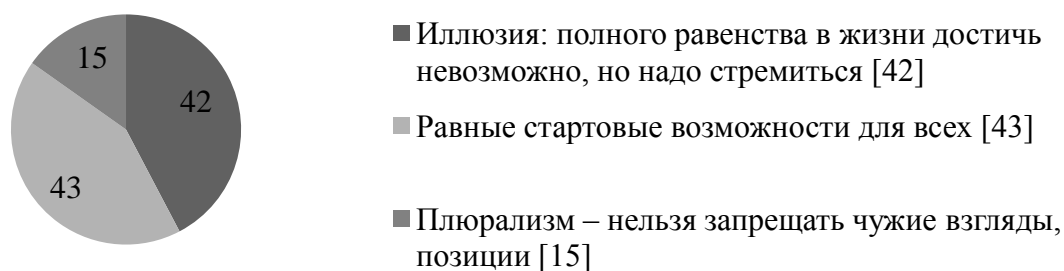 15
42
43
Иллюзия: полного равенства в жизни достичь
невозможно, но надо стремиться [42]
Равные стартовые возможности для всех [43]
Плюрализм – нельзя запрещать чужие взгляды,
позиции [15]